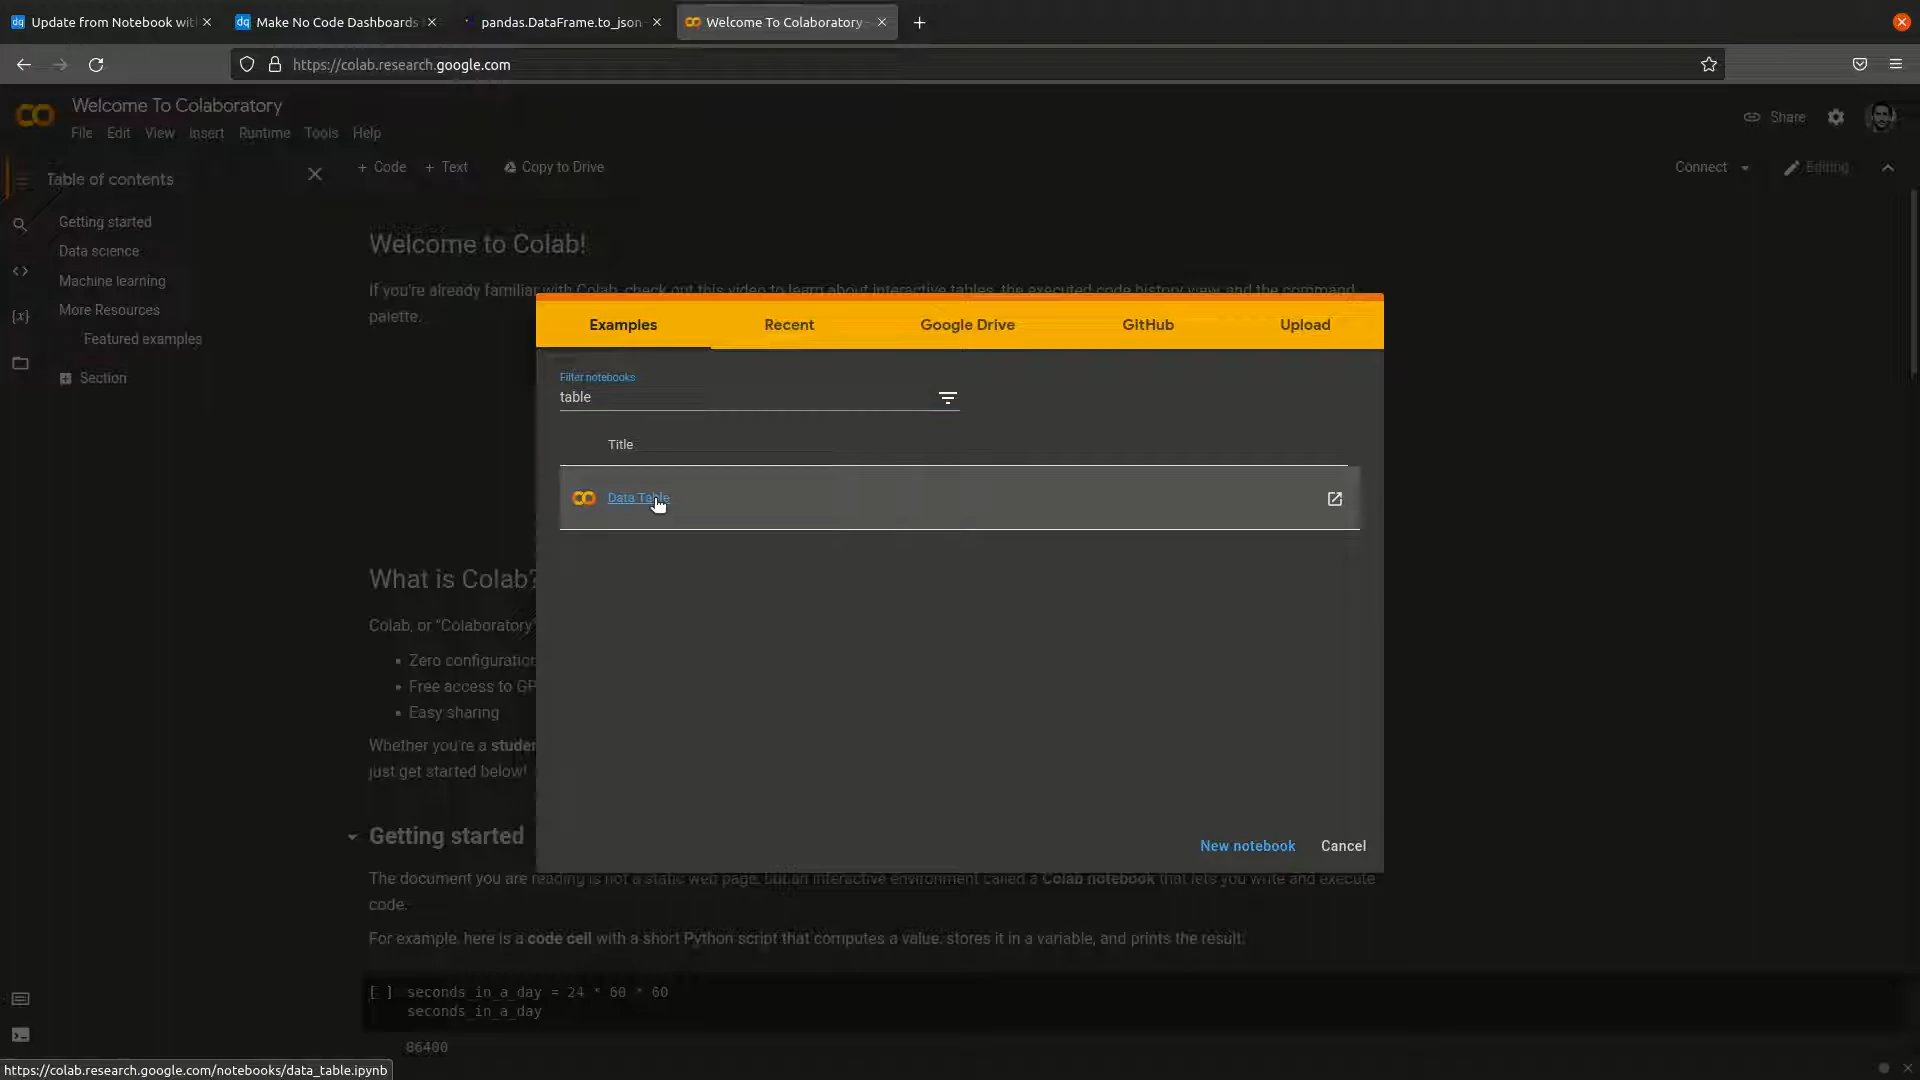 Update from Notebook wit
Make No Code Dashboards
pandas.DataFrame.to_json
Welcome To Colaboratory
https://colab.research.google.com
Welcome To Colaboratory
File Edit View Insert Runtime Tools Help
Share
Table of contents
+ Code + Text Copy to Drive
Connect
Editing
Getting started
Data science
Machine learning
More Resources
Featured examples
Section
Welcome to Colab!
If you're already familiar with Colab, check out this video to learn about interactive tables, the executed code history view, and the command
palette.
Examples Recent Google Drive GitHub Upload
Filter notebooks
table
Title
Data Table
New notebook Cancel
What is Colab?
Colab, or "Colaboratory"
Zero configuration
Free access to GP
Easy sharing
Whether you're a studen
just get started below!
Getting started
The document you are reading is not a static web page, but an interactive environment called a Colab notebook that lets you write and execute
code.
For example, here is a code cell with a short Python script that computes a value, stores it in a variable, and prints the result:
[ ] seconds_in_a_day = 24 * 60 * 60
seconds_in_a_day
86400
https://colab.research.google.com/notebooks/data_table.ipynb